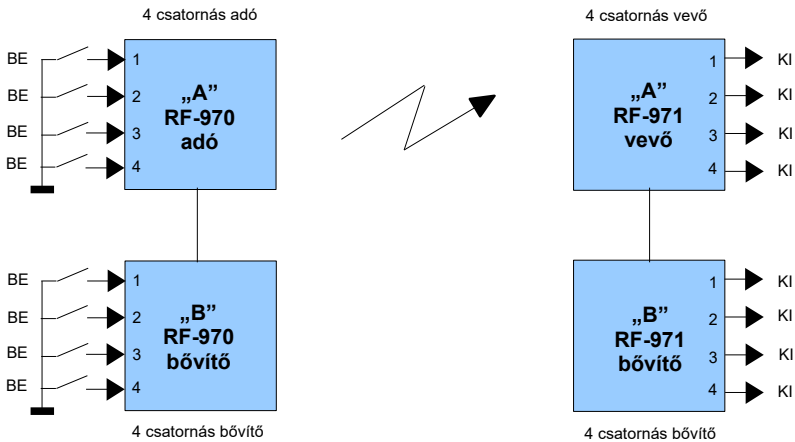 4 csatornás adó
4 csatornás vevő
BE
1
BE
2
BE
3
BE
4
„A”
RF-970
adó
„A”
RF-971
vevő
1
KI
2
KI
3
KI
4
KI
BE
1
BE
2
BE
3
BE
4
„B”
RF-970
bővítő
„B”
RF-971
bővítő
1
KI
2
KI
3
KI
4
KI
4 csatornás bővítő
4 csatornás bővítő